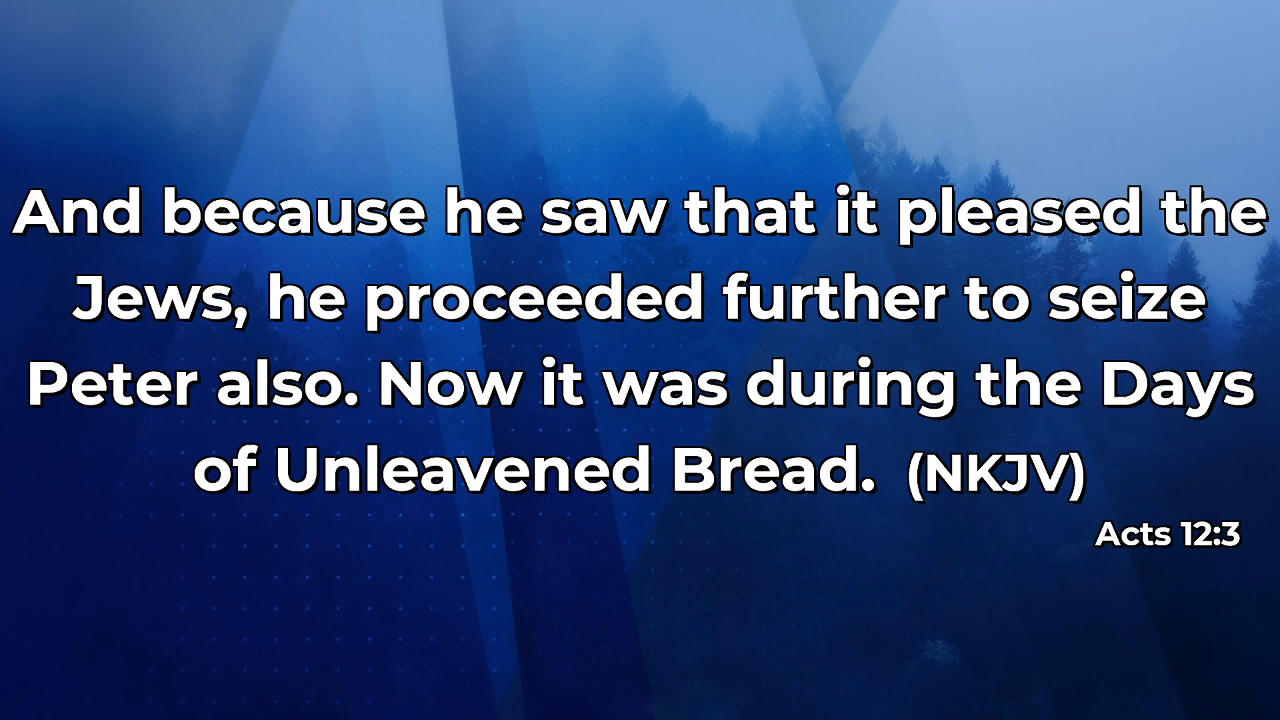 And because he saw that it pleased the
Jews, he proceeded further to seize
Peter also. Now it was during the Days
of Unleavened Bread. (NKJV)
Acts 12:3